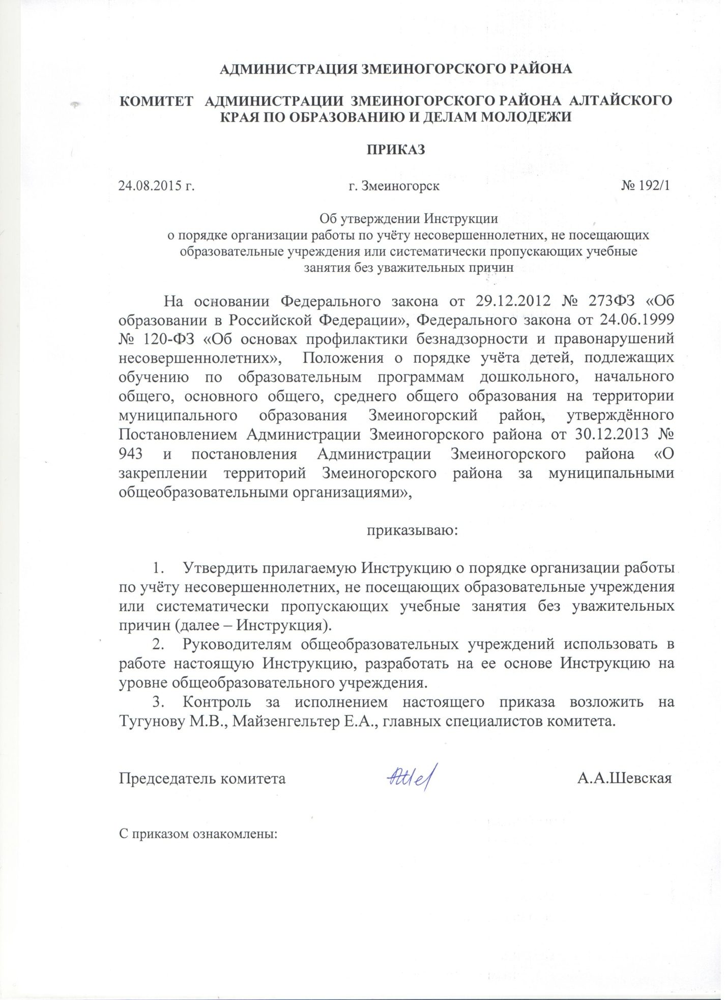 АДМИНИСТРАЦИЯ ЗМЕИНОГОРСКОГО РАЙОНА
КОМИТЕТ АДМИНИСТРАЦИИ ЗМЕИНОГОРСКОГО РАЙОНА АЛТАЙСКОГО
КРАЯ ПО ОБРАЗОВАНИЮ И ДЕЛАМ МОЛОДЕЖИ
ПРИКАЗ
24.08.2015 г. г. Змеиногорск № 192/1
Об утверждении Инструкции
о порядке организации работы по учёту несовершеннолетних, не посещающих
образовательные учреждения или систематически пропускающих учебные
занятия без уважительных причин
На основании Федерального закона от 29.12.2012 № 273ФЗ «Об
образовании в Российской Федерации», Федерального закона от 24.06.1999
№ 120-ФЗ «Об основах профилактики безнадзорности и правонарушений
несовершеннолетних», Положения о порядке учёта детей, подлежащих
обучению по образовательным программам дошкольного, начального
общего, основного общего, среднего общего образования на территории
муниципального образования Змеиногорский район, утверждённого
Постановлением Администрации Змеиногорского района от 30.12.2013 №
943 и постановления Администрации Змеиногорского района «О
закреплении территорий Змеиногорского района за муниципальными
общеобразовательными организациями»,
приказываю:
1. Утвердить прилагаемую Инструкцию о порядке организации работы
по учёту несовершеннолетних, не посещающих образовательные учреждения
или систематически пропускающих учебные занятия без уважительных
причин (далее – Инструкция).
2. Руководителям общеобразовательных учреждений использовать в
работе настоящую Инструкцию, разработать на ее основе Инструкцию на
уровне общеобразовательного учреждения.
3. Контроль за исполнением настоящего приказа возложить на
Тугунову М.В., Майзенгельтер Е.А., главных специалистов комитета.
Председатель комитета А.А.Шевская
С приказом ознакомлены: